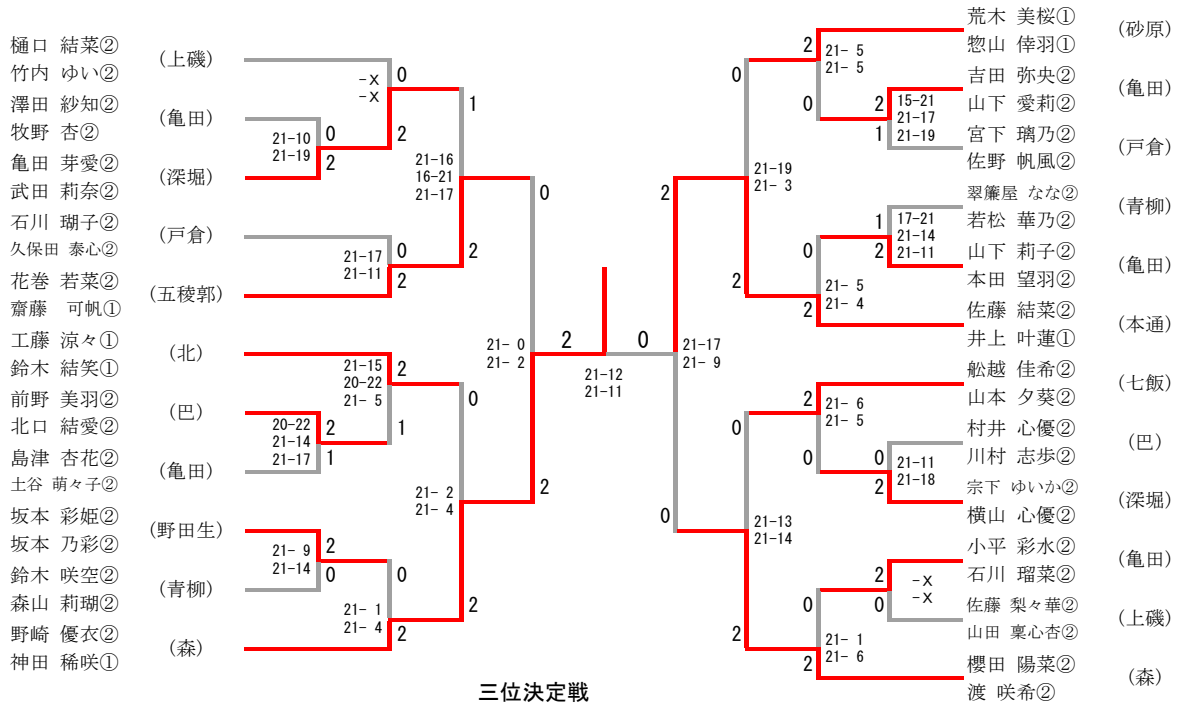 樋口 結菜②
竹内 ゆい②
(上磯)
澤田 紗知②
牧野 杏②
(亀田)
亀田 芽愛②
武田 莉奈②
(深堀)
石川 瑚子②
久保田 泰心②
(戸倉)
花巻 若菜②
齋藤 可帆①
(五稜郭)
工藤 涼々①
鈴木 結笑①
(北)
前野 美羽②
北口 結愛②
(巴)
島津 杏花②
土谷 萌々子②
(亀田)
坂本 彩姫②
坂本 乃彩②
(野田生)
鈴木 咲空②
森山 莉瑚②
(青柳)
野崎 優衣②
神田 稀咲①
(森)
21-10
21-19
0
2
-X
-X
0
2
21-17
21-11
0
2
21-16
16-21
21-17
1
2
20-22
21-14
21-17
2
1
21-15
20-22
21- 5
2
1
21- 9
21-14
2
0
21- 1
21- 4
0
2
21- 2
21- 4
0
2
21- 0
21- 2
0
2
2
0
21-12
21-11
21-17
21- 9
2
0
21-19
21- 3
0
2
21- 5
21- 5
2
0
15-21
21-17
21-19
2
1
17-21
21-14
21-11
1
2
21- 5
21- 4
0
2
21-13
21-14
0
2
21- 6
21- 5
2
0
21-11
21-18
0
2
-X
-X
2
0
21- 1
21- 6
0
2
荒木 美桜①
惣山 倖羽①
(砂原)
吉田 弥央②
山下 愛莉②
(亀田)
宮下 璃乃②
佐野 帆風②
(戸倉)
翠簾屋 なな②
若松 華乃②
(青柳)
山下 莉子②
本田 望羽②
(亀田)
佐藤 結菜②
井上 叶蓮①
(本通)
舩越 佳希②
山本 夕葵②
(七飯)
村井 心優②
川村 志歩②
(巴)
宗下 ゆいか②
横山 心優②
(深堀)
小平 彩水②
石川 瑠菜②
(亀田)
佐藤 梨々華②
山田 稟心杏②
(上磯)
櫻田 陽菜②
渡 咲希②
(森)
三位決定戦